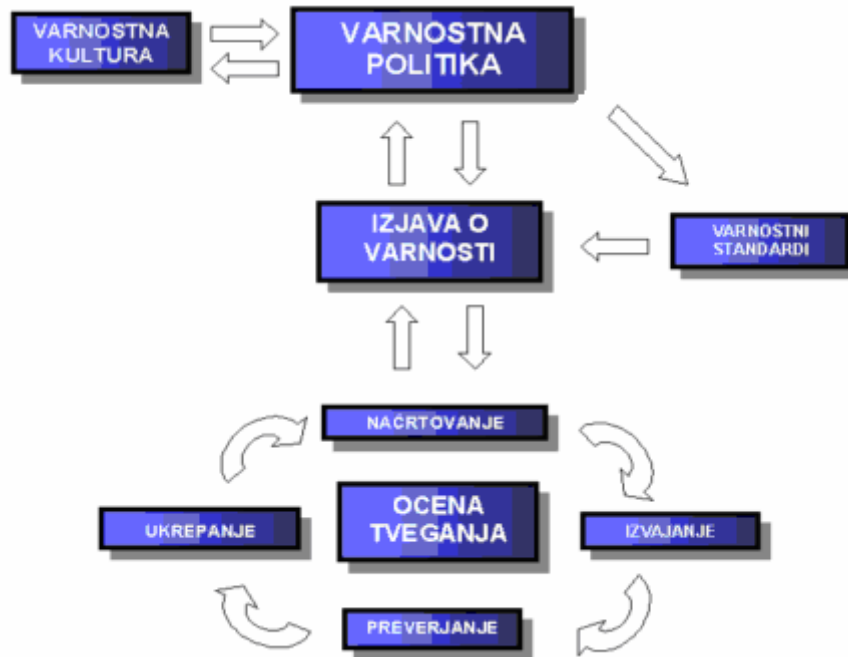 VARNOSTNA
KULTURA
VARNOSTNA
POLITIKA
IZJAVA O
VARNOSTI
VARNOSTNI
STANDARDI
NAČRTOVANJE
UKREPANJE
OCENA
TVEGANJA
IZVAJANJE
PREVERJANJE